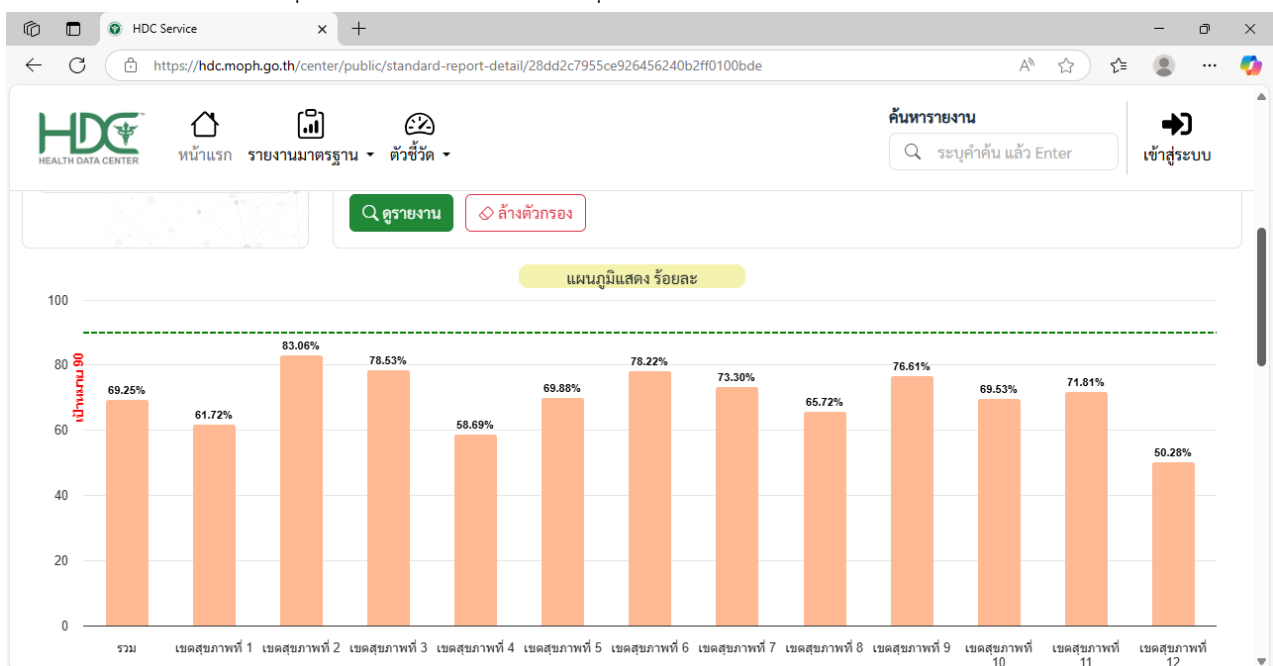 HDC Service
https://hdc.moph.go.th/center/public/standard-report-detail/28dd2c7955ce926456240b2ff0100bde
HDC
HEALTH DATA CENTER
หน้าแรก
รายงานมาตรฐาน
ตัวชี้วัด
ค้นหารายงาน
ระบุคำค้น แล้ว Enter
เข้าสู่ระบบ
ดูรายงาน
ล้างตัวกรอง
แผนภูมิแสดง ร้อยละ
100
80
60
40
20
0
เป้าหมาย 90
69.25%
61.72%
83.06%
78.53%
58.69%
69.88%
78.22%
73.30%
65.72%
76.61%
69.53%
71.81%
50.28%
รวม
เขตสุขภาพที่ 1
เขตสุขภาพที่ 2
เขตสุขภาพที่ 3
เขตสุขภาพที่ 4
เขตสุขภาพที่ 5
เขตสุขภาพที่ 6
เขตสุขภาพที่ 7
เขตสุขภาพที่ 8
เขตสุขภาพที่ 9
เขตสุขภาพที่
10
เขตสุขภาพที่
11
เขตสุขภาพที่
12